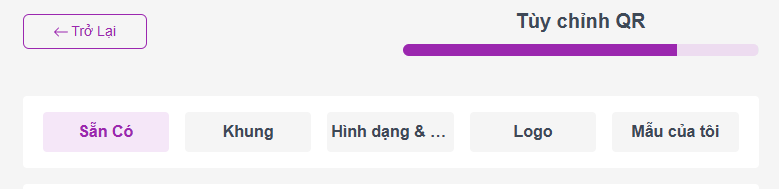 ← Trở Lại
Tùy chỉnh QR
Sẵn Có
Khung
Hình dạng & ...
Logo
Mẫu của tôi